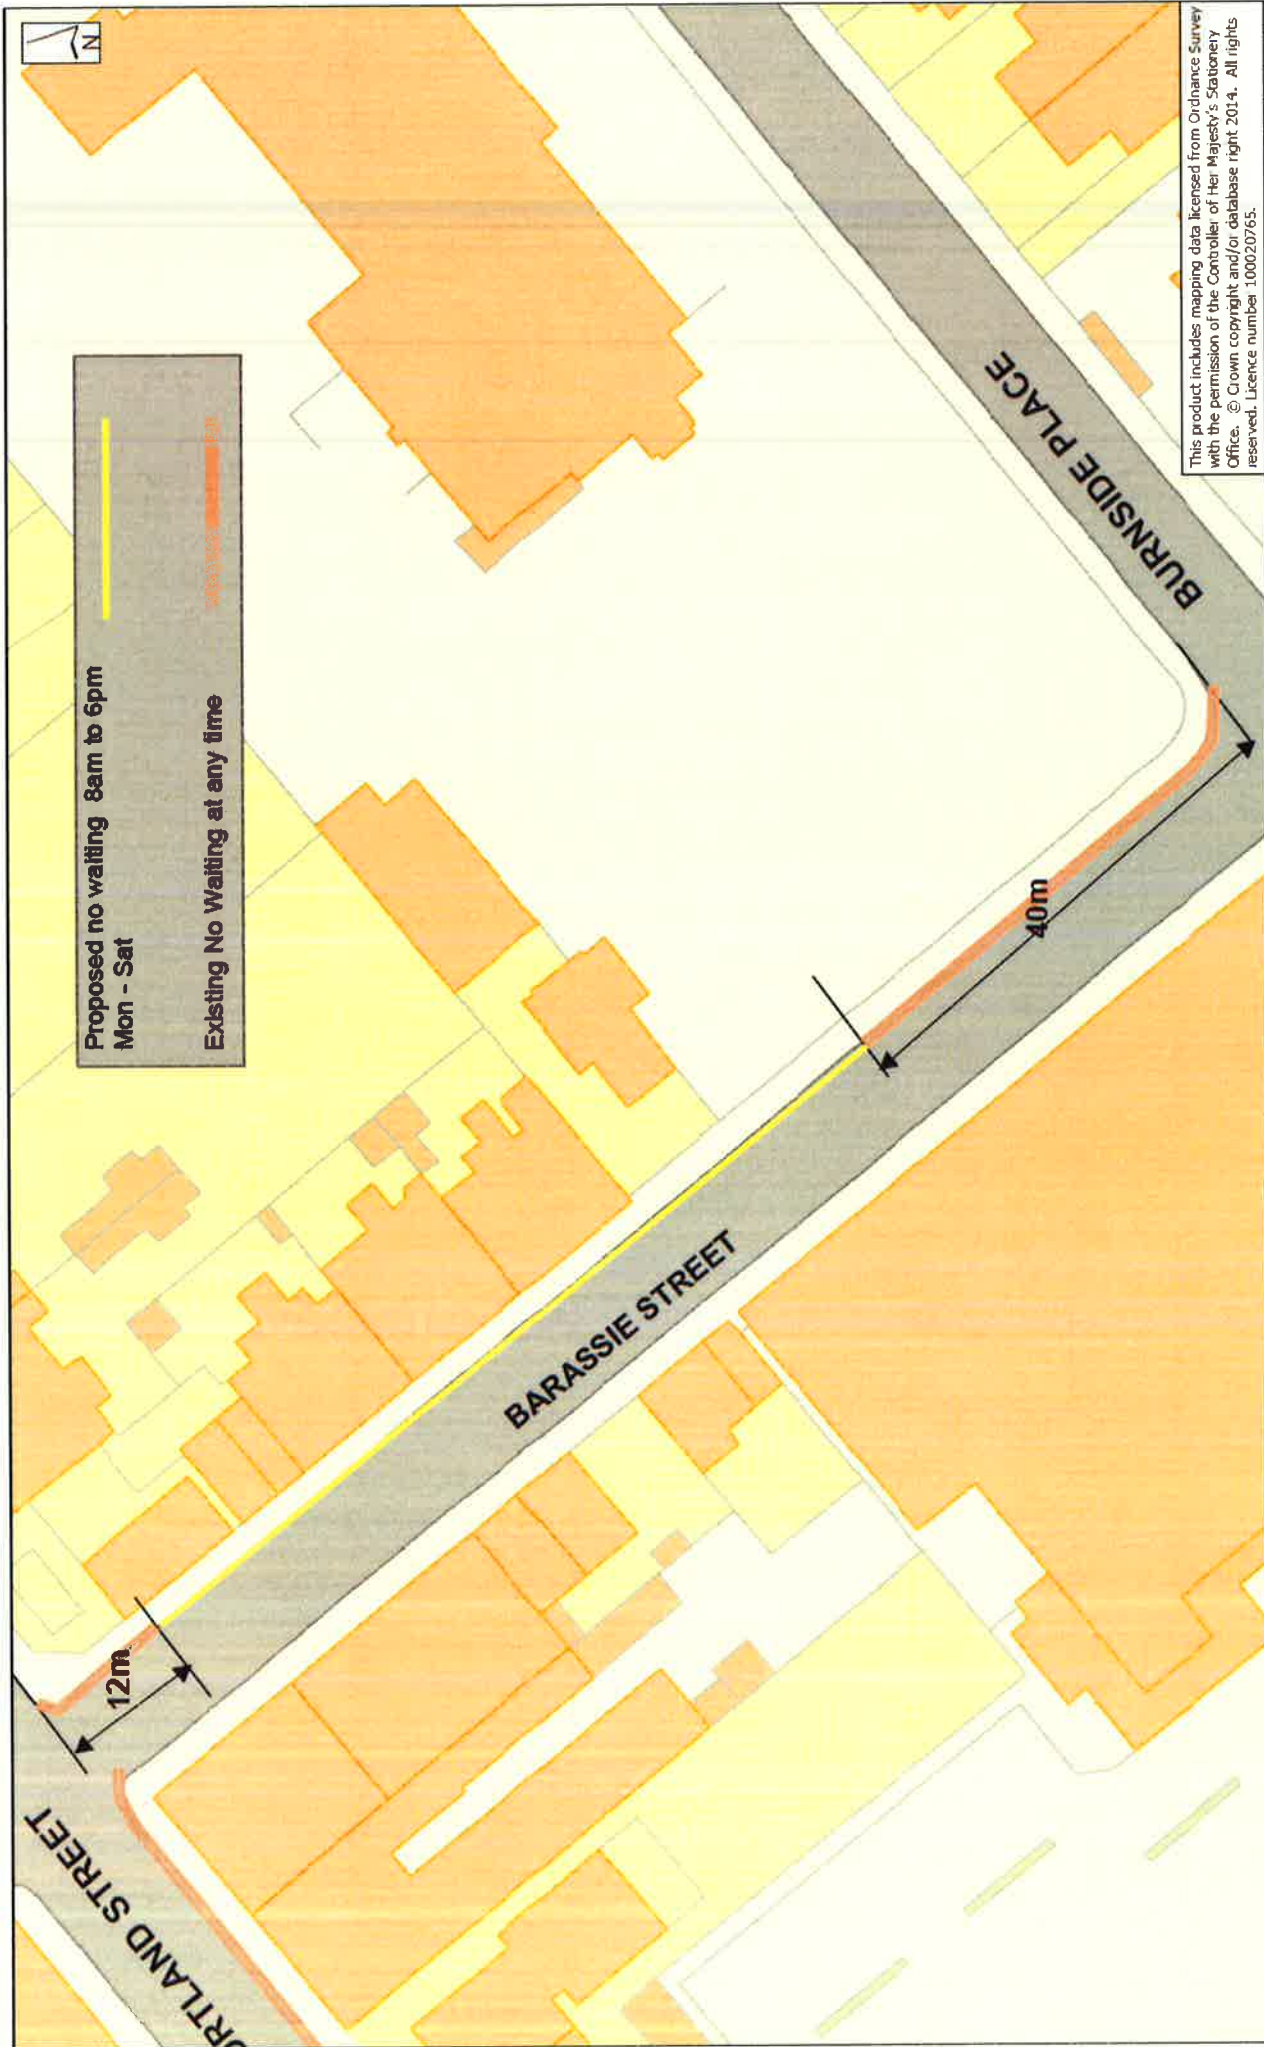 N
Proposed no waiting 8am to 6pm
Mon - Sat
Existing No Waiting at any time
12m
ORTLAND STREET
BARASSIE STREET
40m
BURNSIDE PLACE
This product includes mapping data licensed from Ordnance Survey
with the permission of the Controller of Her Majesty's Stationery
Office. © Crown copyright and/or database right 2014. All rights
reserved. Licence number 100020765.